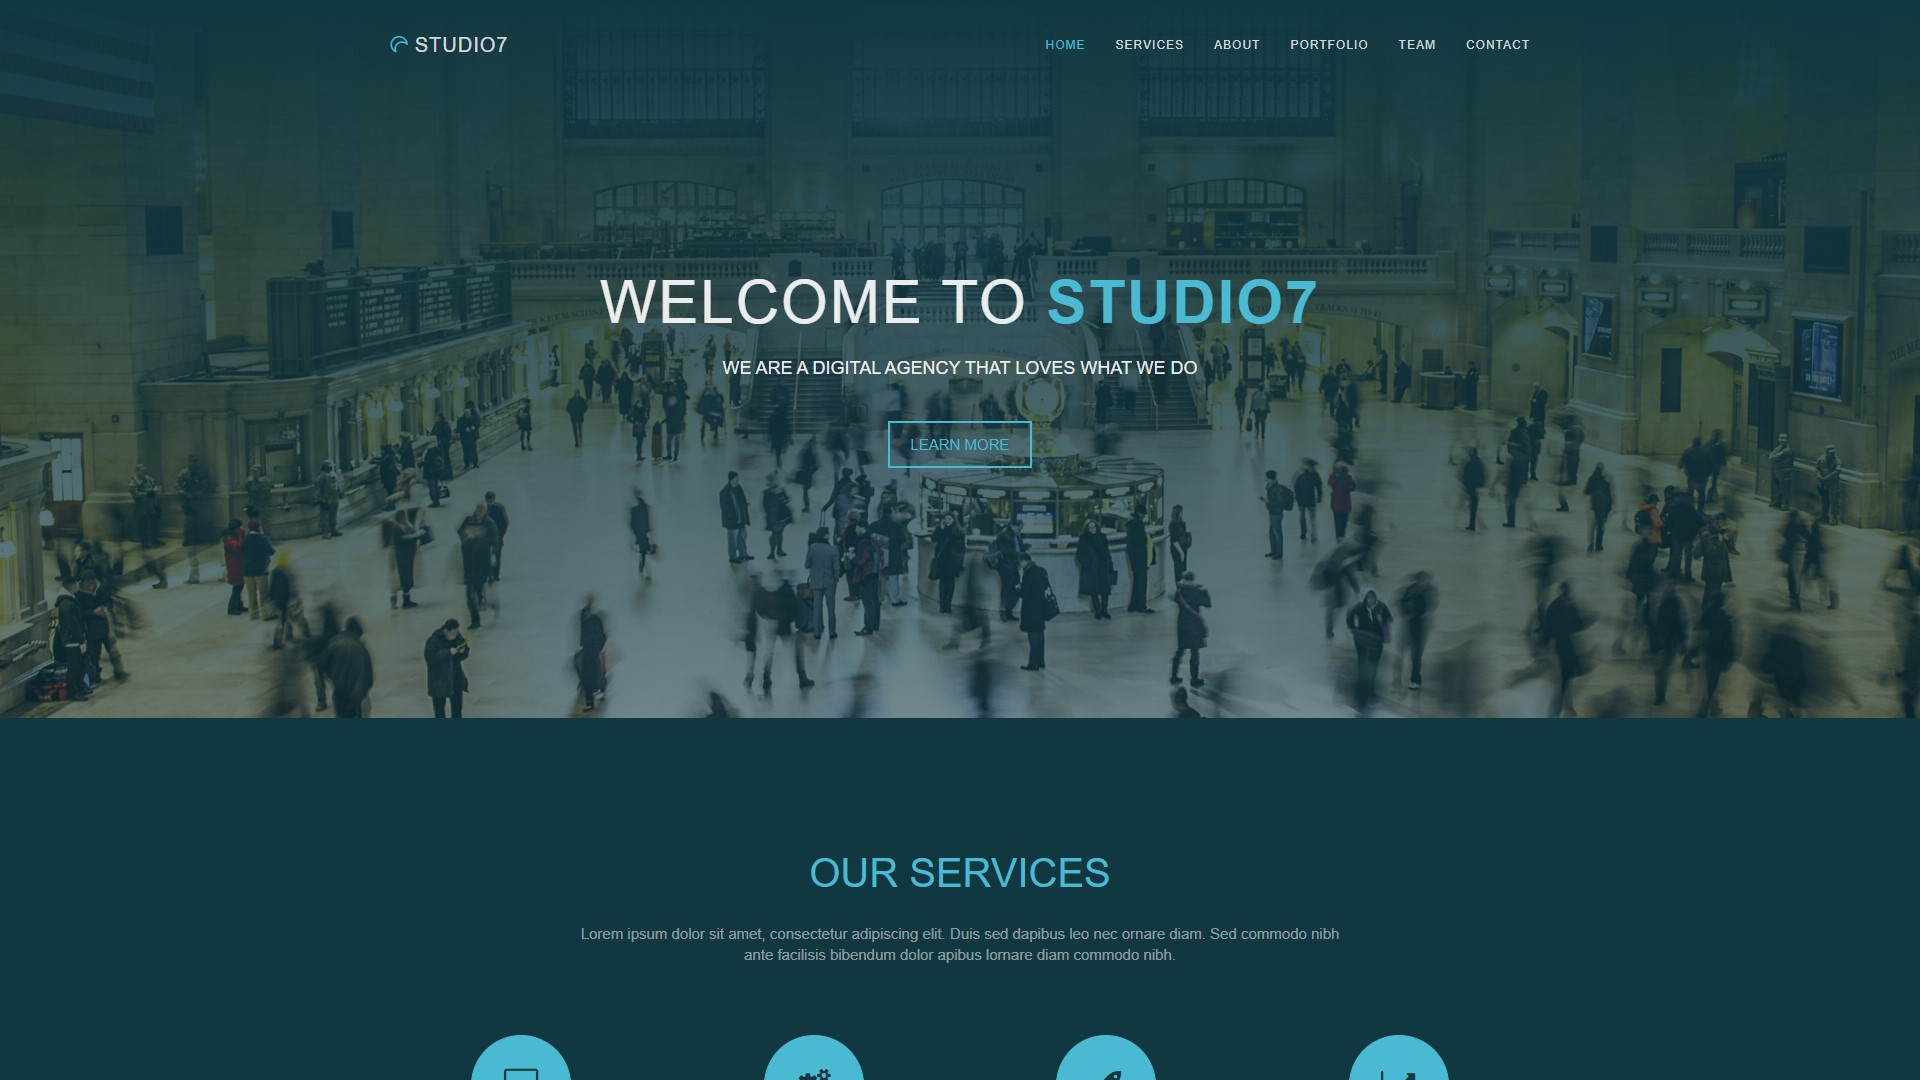 STUDIO7
HOME SERVICES ABOUT PORTFOLIO TEAM CONTACT
WELCOME TO STUDIO7
WE ARE A DIGITAL AGENCY THAT LOVES WHAT WE DO
LEARN MORE
OUR SERVICES
Lorem ipsum dolor sit amet, consectetur adipiscing elit. Duis sed dapibus leo nec ornare diam. Sed commodo nibh
ante facilisis bibendum dolor apibus lornare diam commodo nibh.